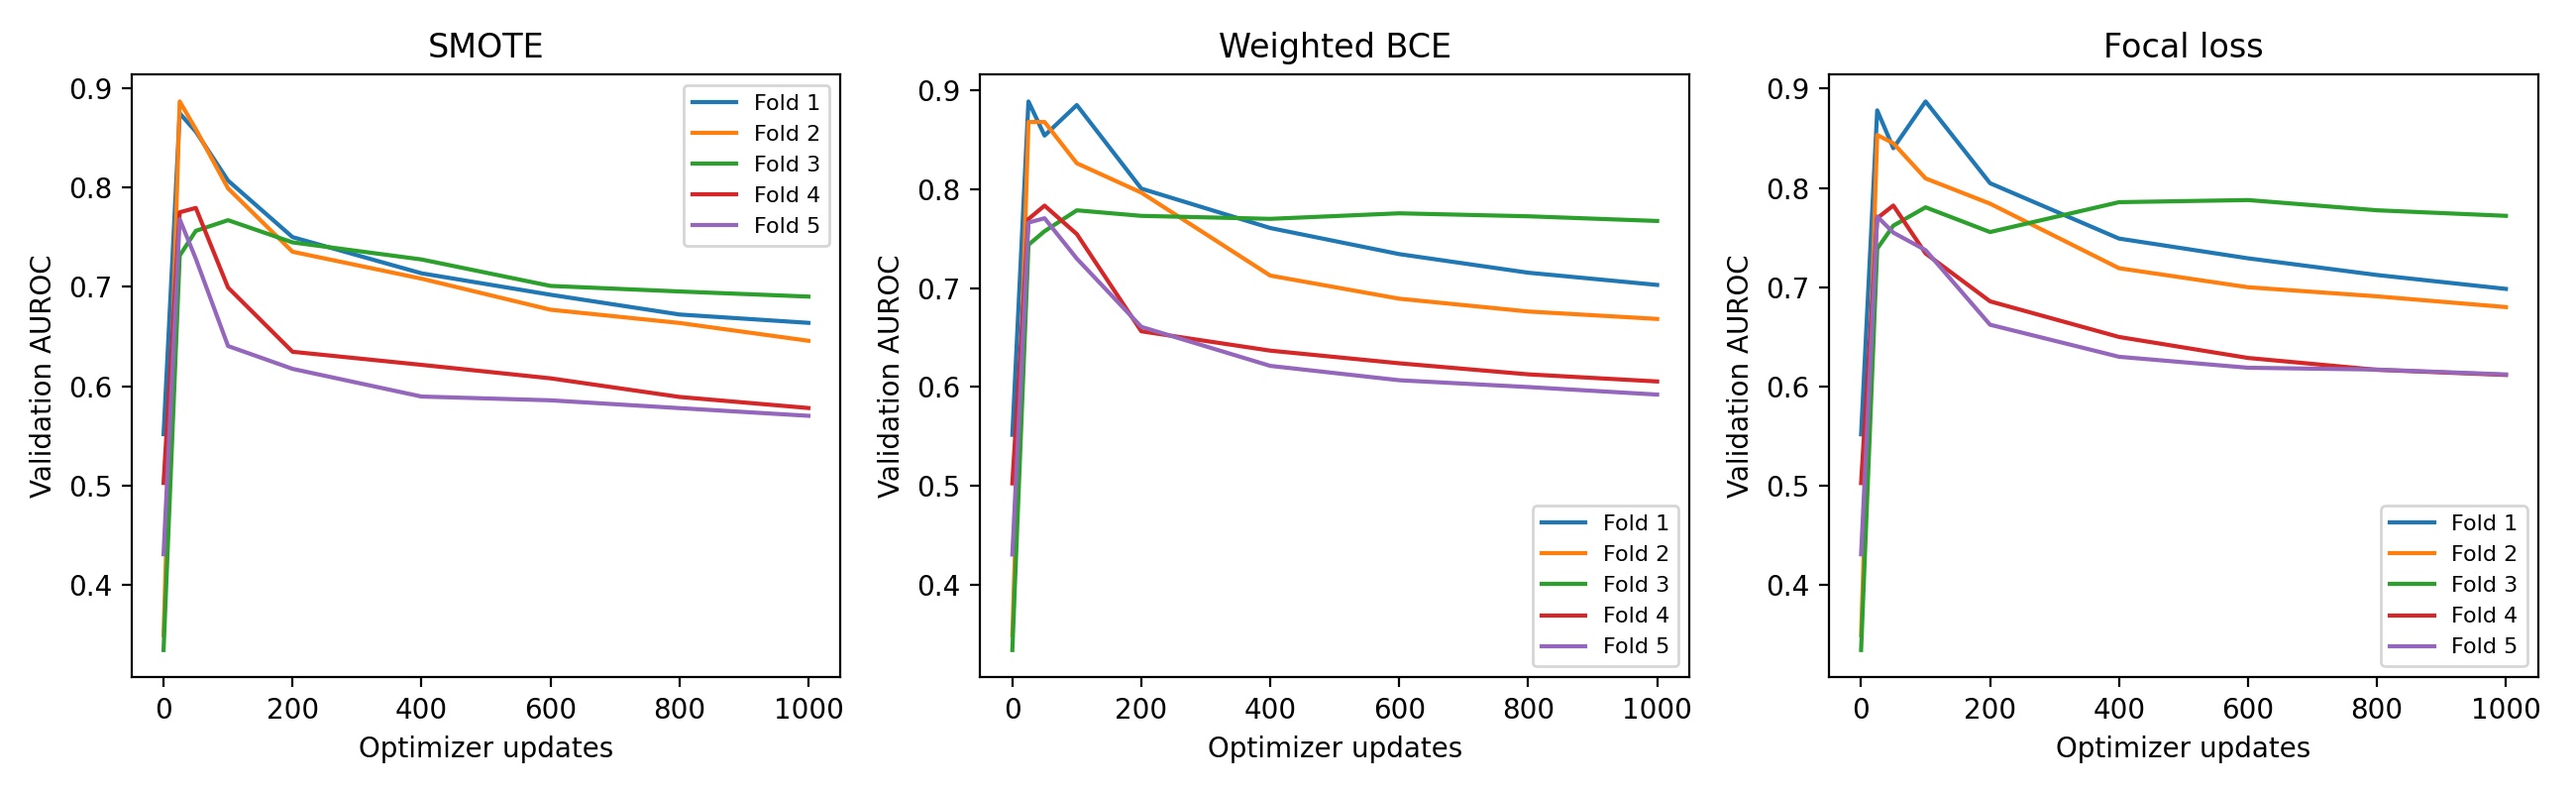 SMOTE
Validation AUROC
0.9
0.8
0.7
0.6
0.5
0.4
Fold 1
Fold 2
Fold 3
Fold 4
Fold 5
0 200 400 600 800 1000
Optimizer updates
Weighted BCE
Validation AUROC
0.9
0.8
0.7
0.6
0.5
0.4
Fold 1
Fold 2
Fold 3
Fold 4
Fold 5
0 200 400 600 800 1000
Optimizer updates
Focal loss
Validation AUROC
0.9
0.8
0.7
0.6
0.5
0.4
Fold 1
Fold 2
Fold 3
Fold 4
Fold 5
0 200 400 600 800 1000
Optimizer updates